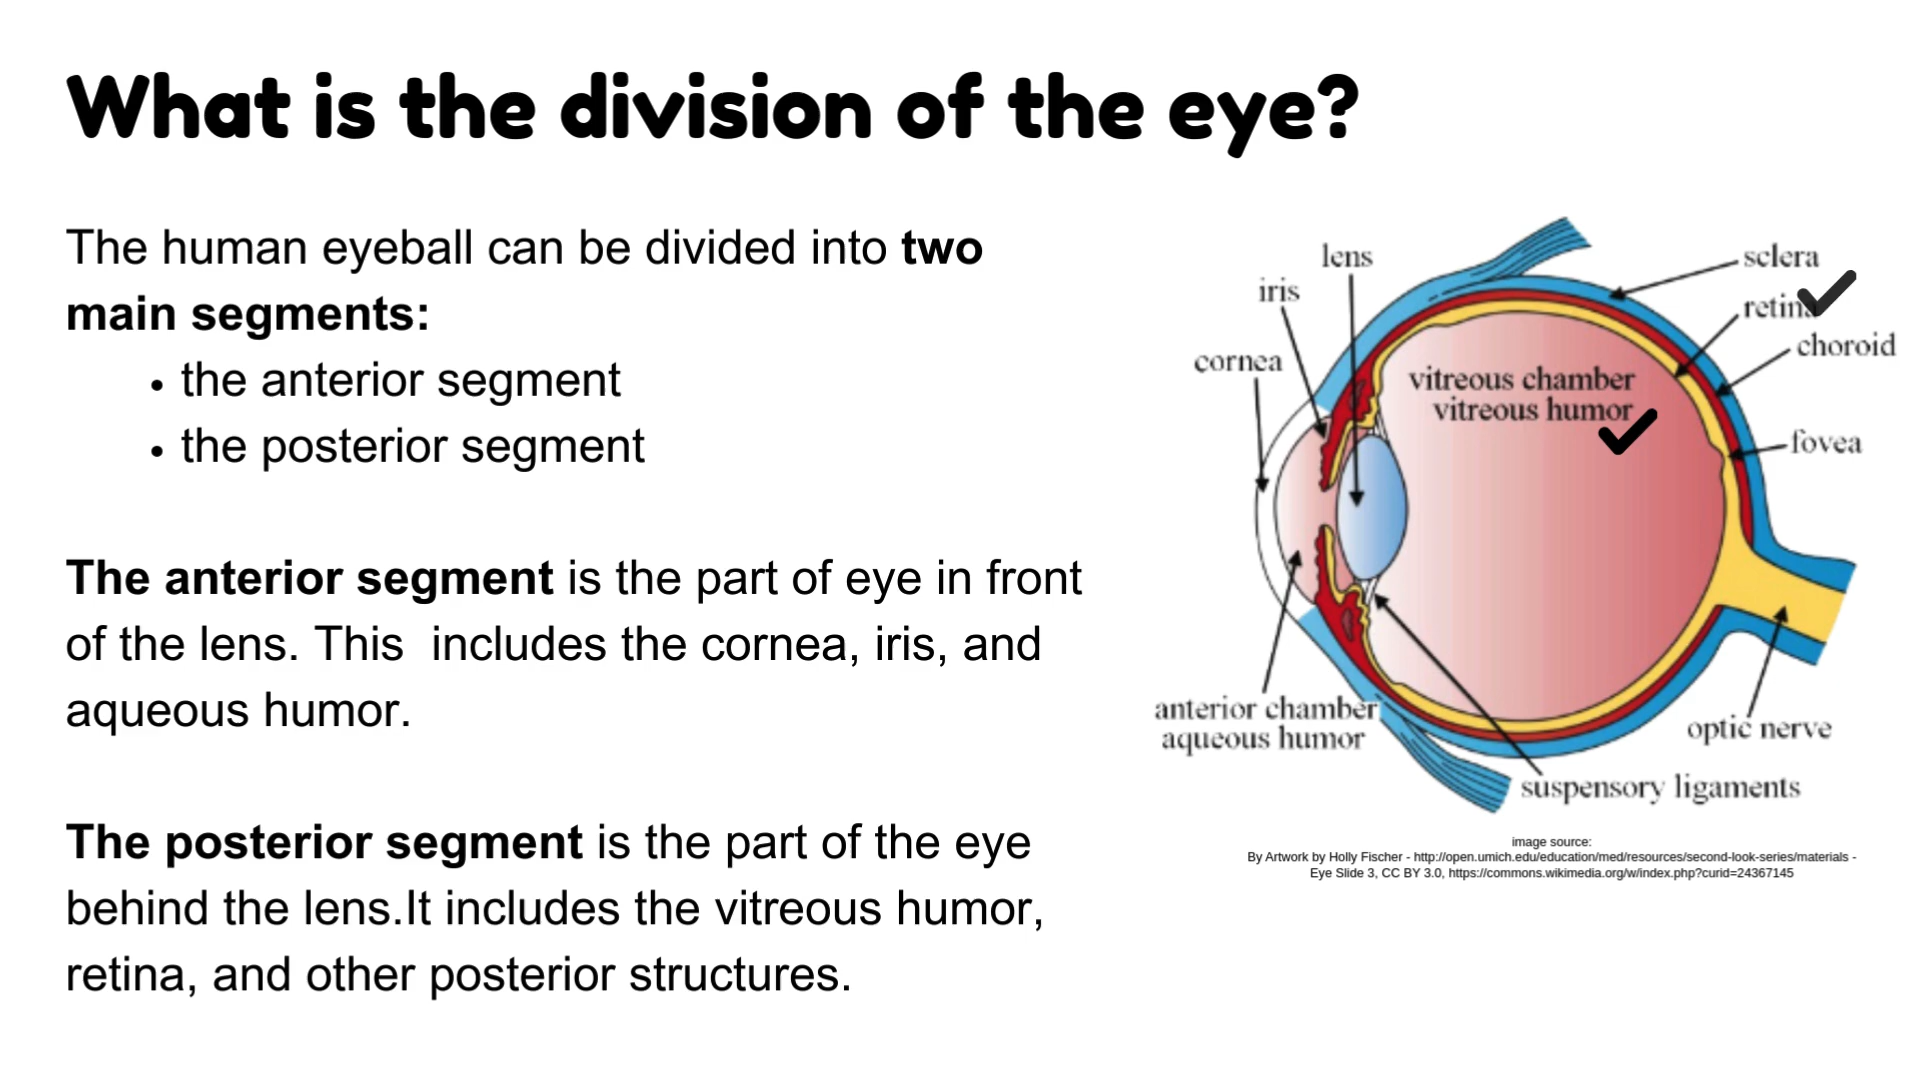 What is the division of the eye?
The human eyeball can be divided into two
main segments:
• the anterior segment
• the posterior segment
The anterior segment is the part of eye in front
of the lens. This  includes the cornea, iris, and
aqueous humor.
The posterior segment is the part of the eye
behind the lens.It includes the vitreous humor,
retina, and other posterior structures.
lens
iris
cornea
sclera
retina
choroid
vitreous chamber
vitreous humor
fovea
anterior chamber
aqueous humor
optic nerve
suspensory ligaments
image source:
By Artwork by Holly Fischer - http://open.umich.edu/education/med/resources/second-look-series/materials -
Eye Slide 3, CC BY 3.0, https://commons.wikimedia.org/w/index.php?curid=24367145